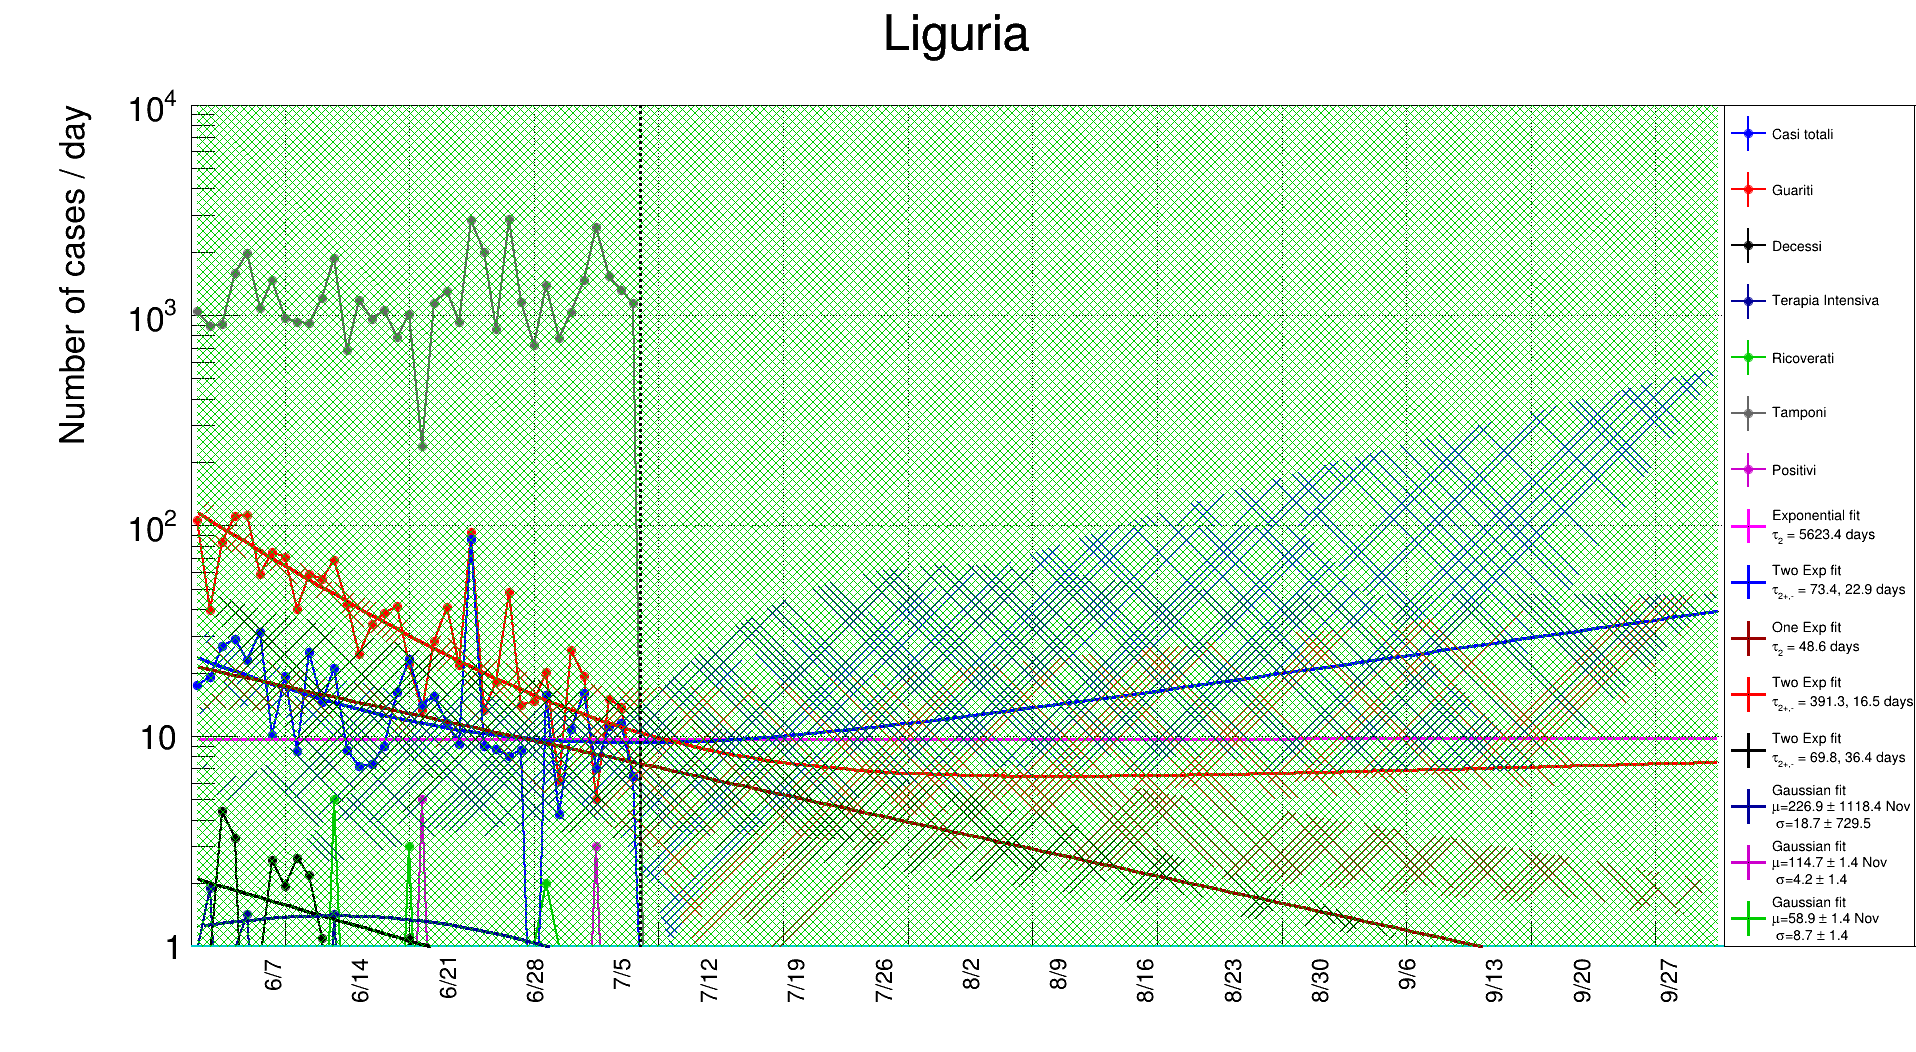 Liguria
Number of cases / day
10^4
10^3
10^2
10
1
6/7
6/14
6/21
6/28
7/5
7/12
7/19
7/26
8/2
8/9
8/16
8/23
8/30
9/6
9/13
9/20
9/27
Casi totali
Guariti
Decessi
Terapia Intensiva
Ricoverati
Tamponi
Positivi
Exponential fit
τ₂ = 5623.4 days
Two Exp fit
τ₂₊,₋ = 73.4, 22.9 days
One Exp fit
τ₂ = 48.6 days
Two Exp fit
τ₂₊,₋ = 391.3, 16.5 days
Two Exp fit
τ₂₊,₋ = 69.8, 36.4 days
Gaussian fit
μ=226.9 ± 1118.4 Nov
σ=18.7 ± 729.5
Gaussian fit
μ=114.7 ± 1.4 Nov
σ=4.2 ± 1.4
Gaussian fit
μ=58.9 ± 1.4 Nov
σ=8.7 ± 1.4